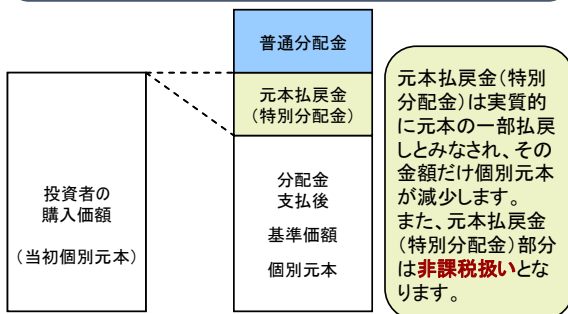 普通分配金
元本払戻金
(特別分配金)
投資者の
購入価額
(当初個別元本)
分配金
支払後
基準価額
個別元本
元本払戻金(特別
分配金)は実質的
に元本の一部払戻
しとみなされ、その
金額だけ個別元本
が減少します。
また、元本払戻金
(特別分配金)部分
は非課税扱いとな
ります。